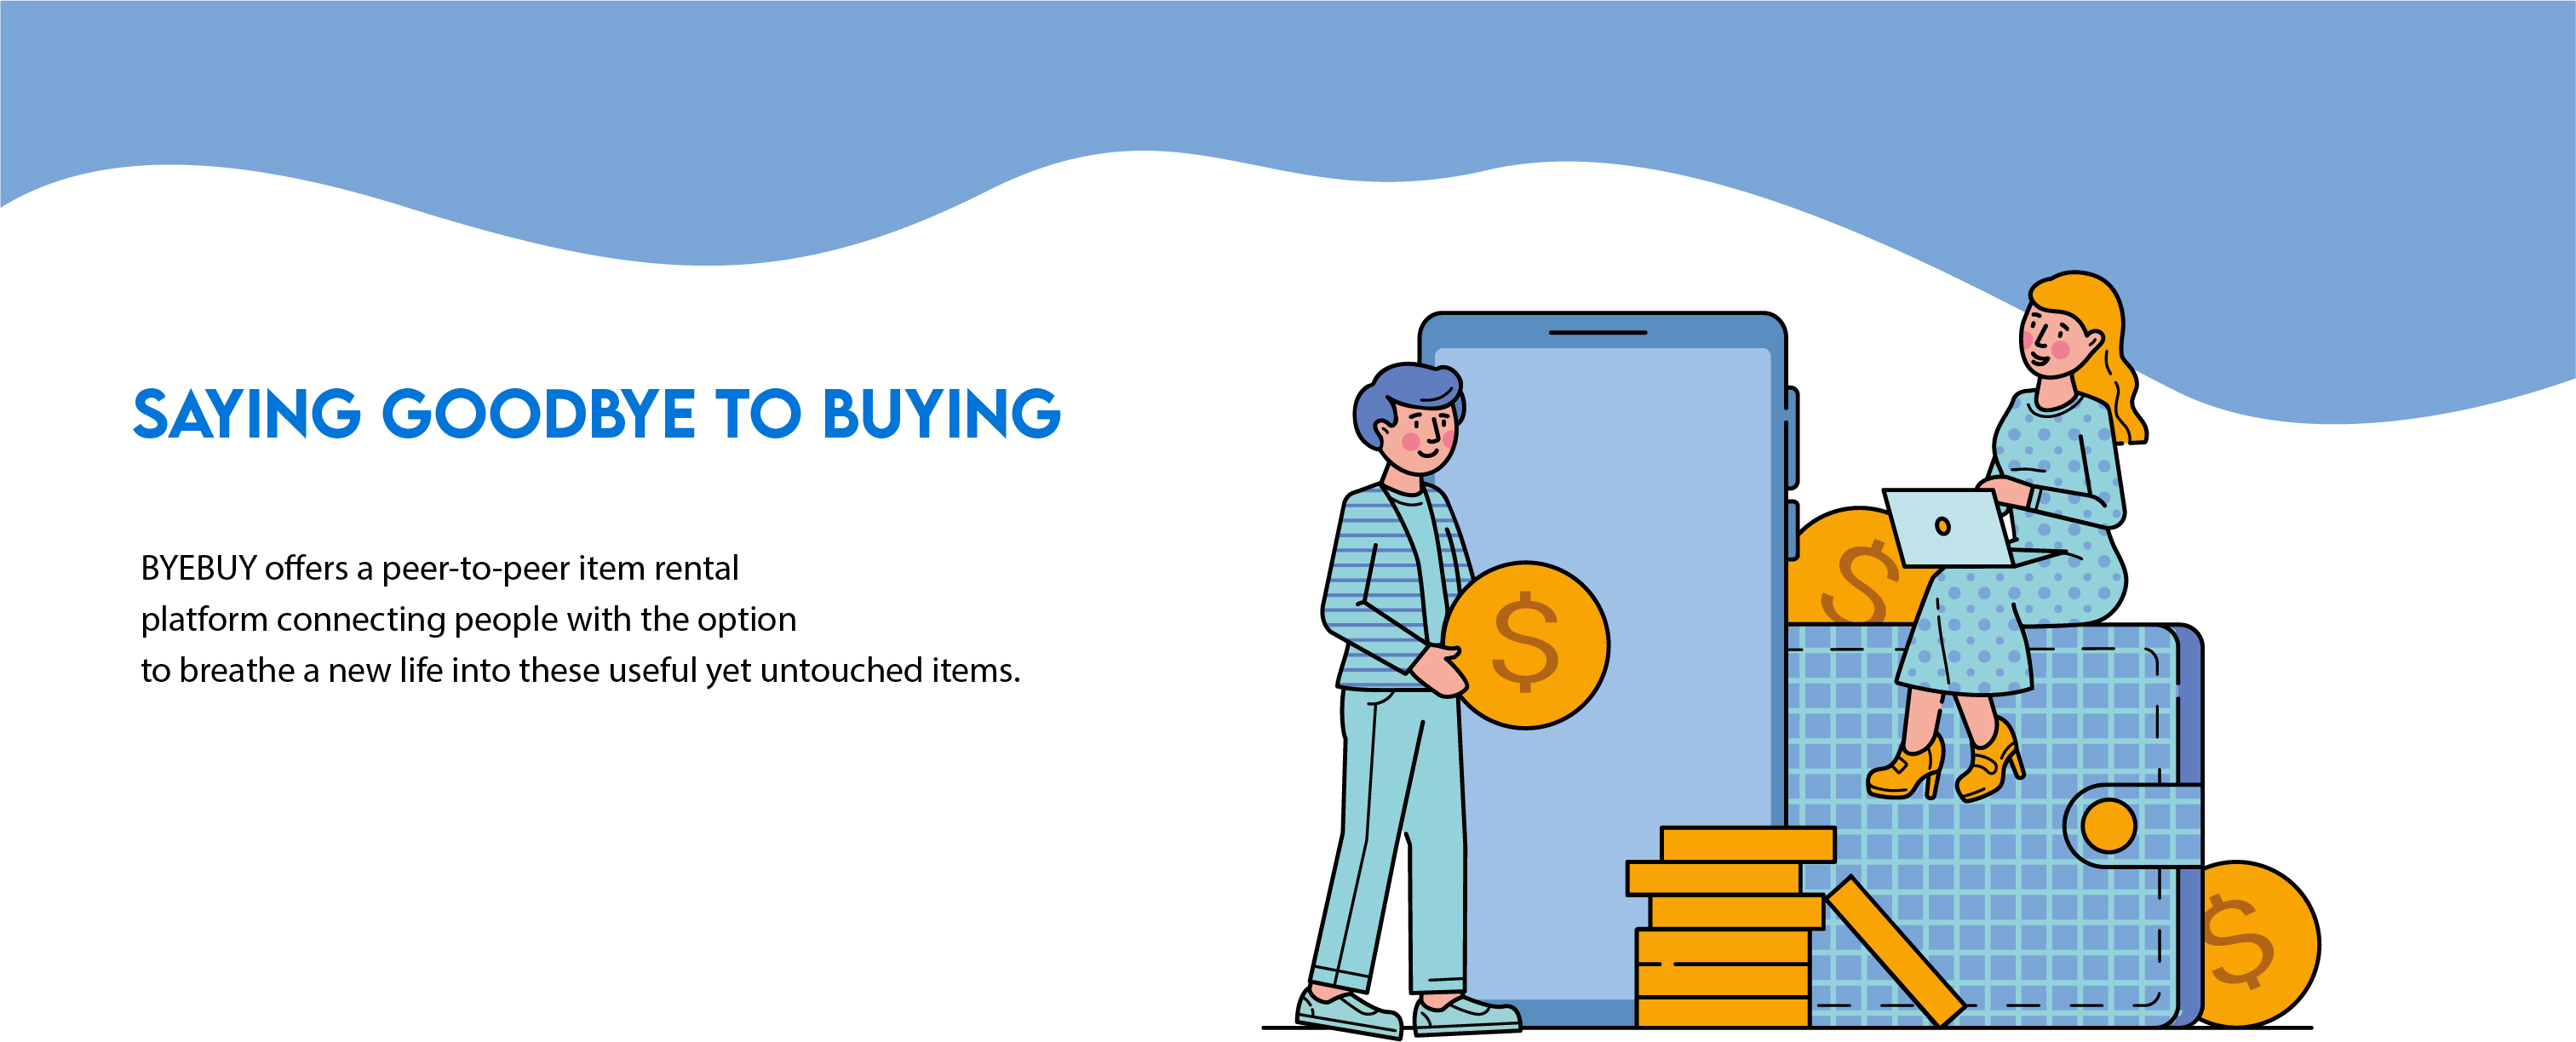 SAYING GOODBYE TO BUYING
BYEBUY offers a peer-to-peer item rental
platform connecting people with the option
to breathe a new life into these useful yet untouched items.
$
$
$